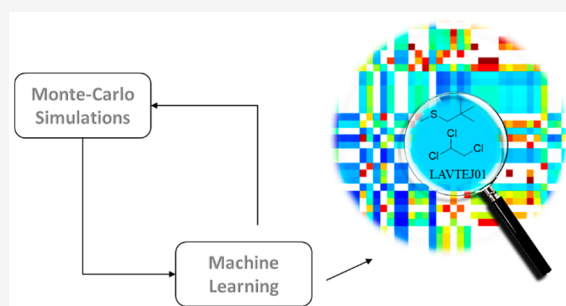 Monte-Carlo
Simulations
S
Cl
Cl
Cl
LAVTEJ01
Machine
Learning